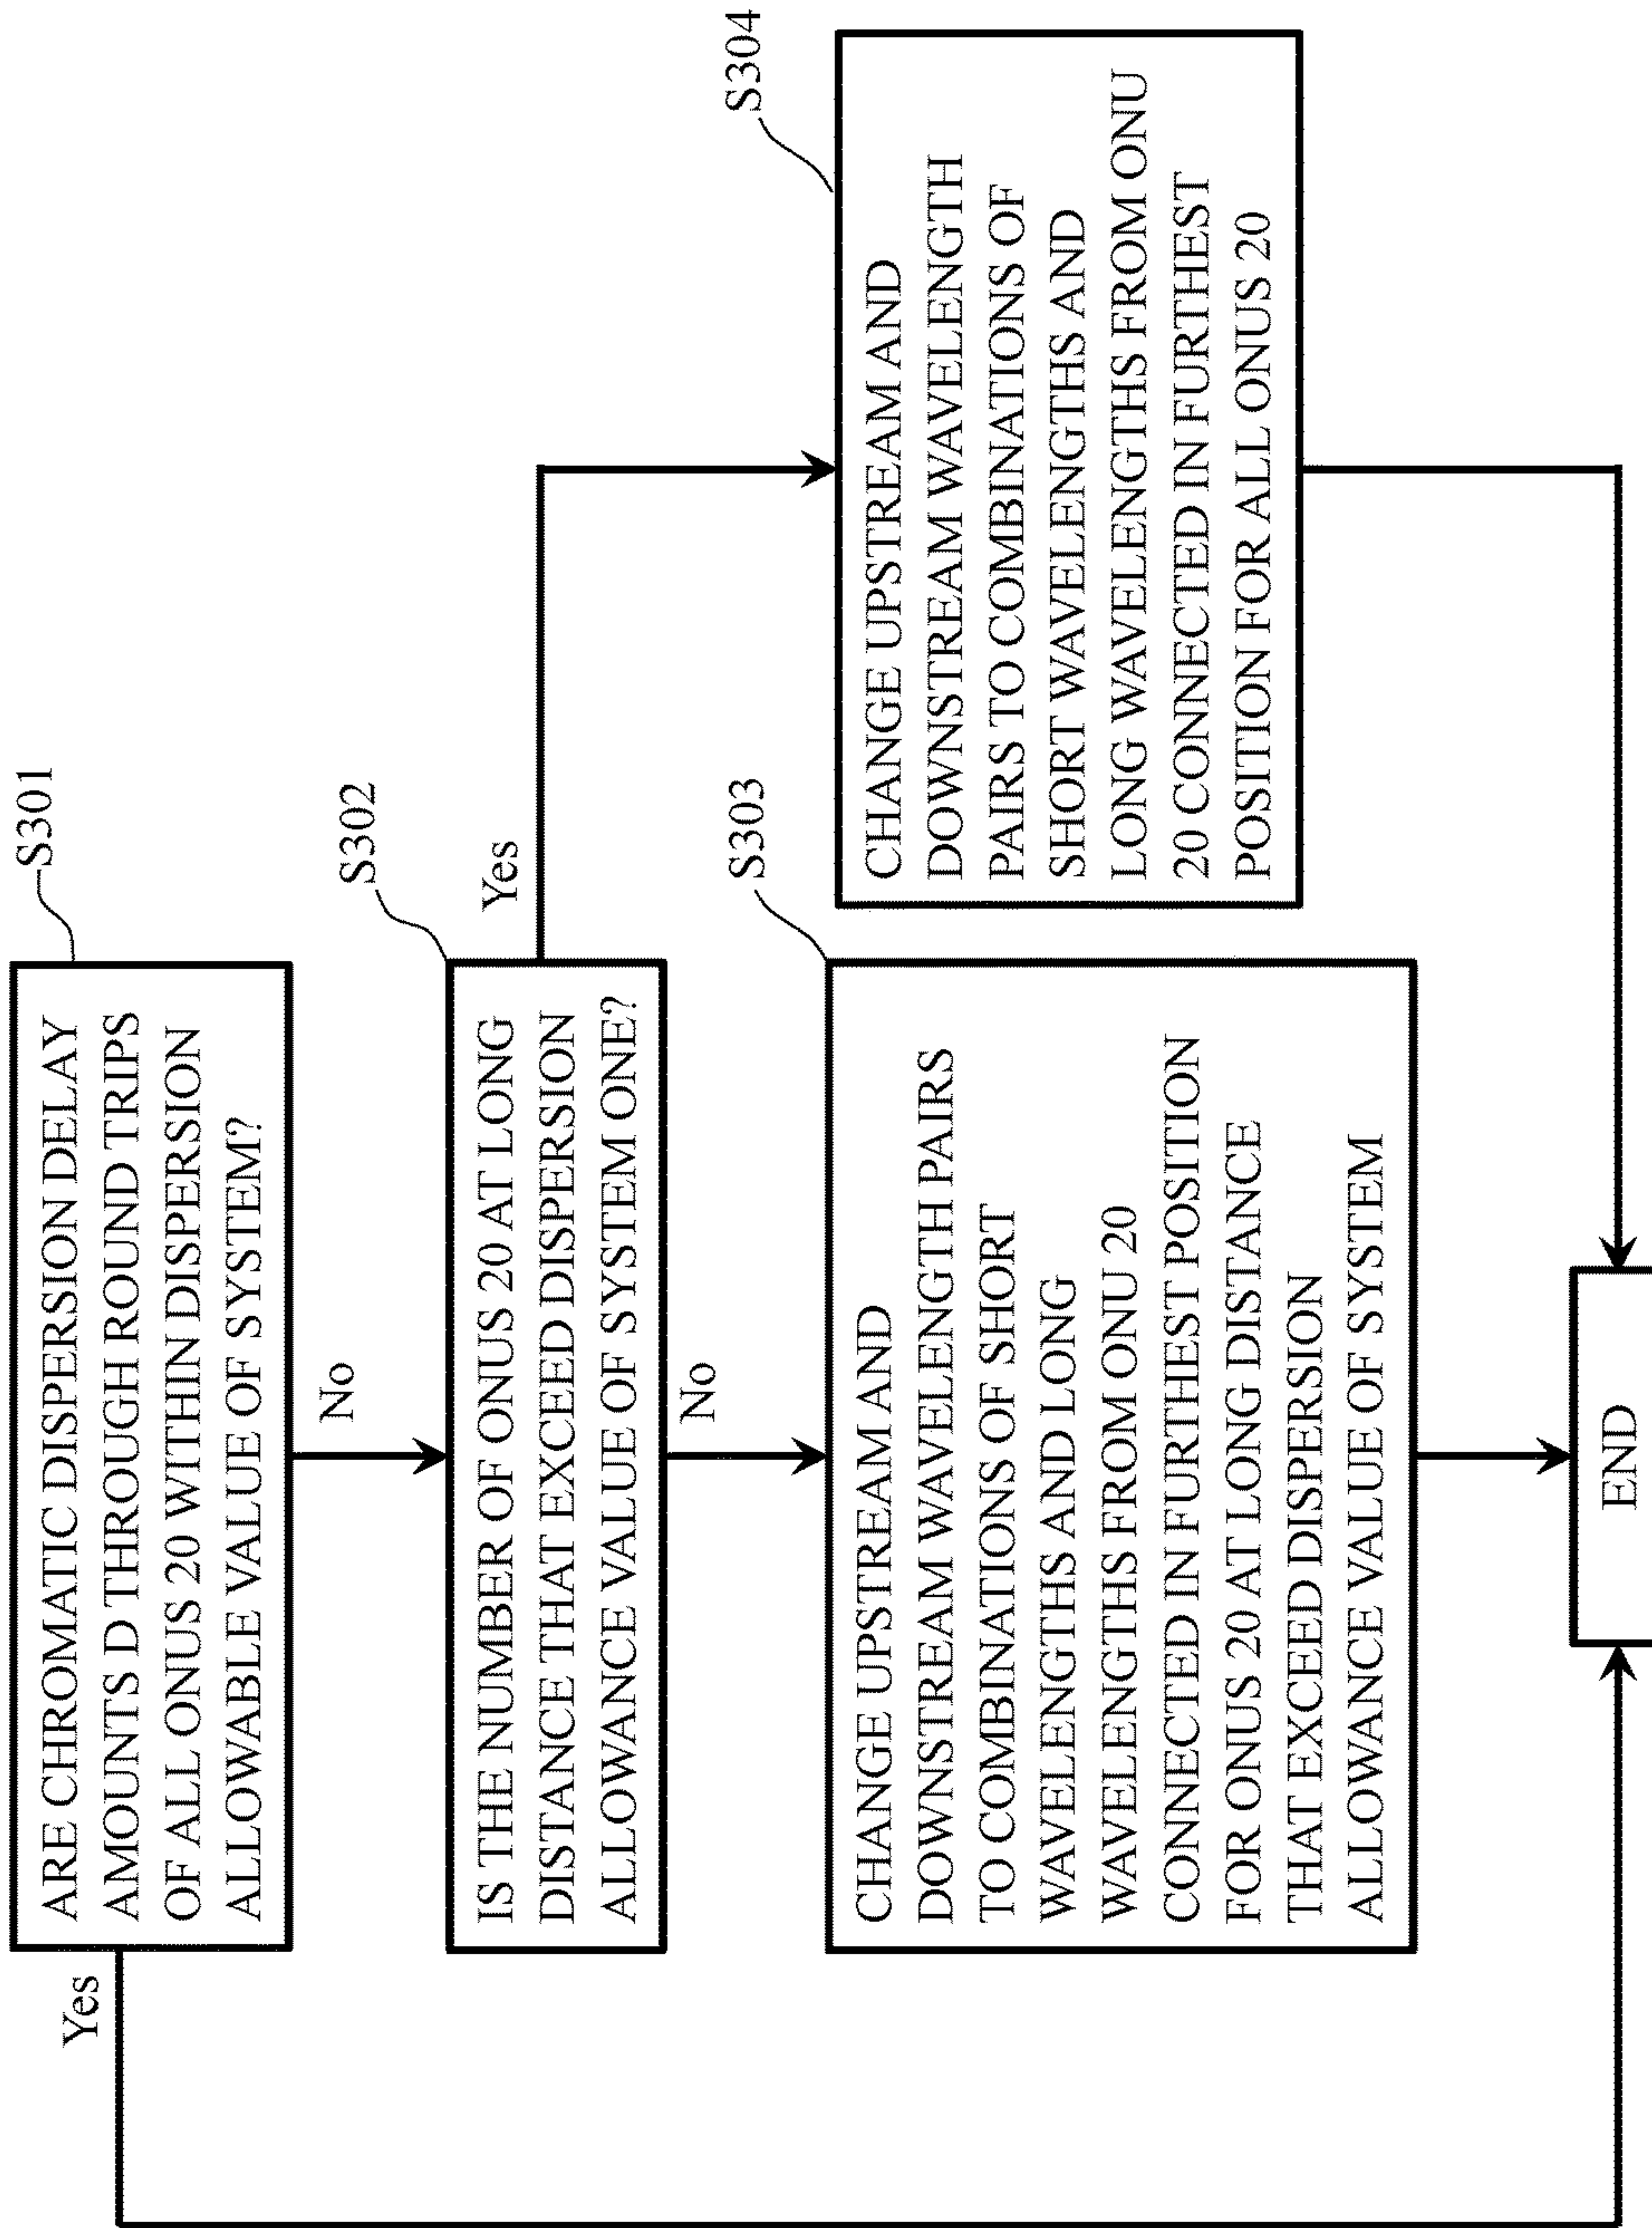 S301
ARE CHROMATIC DISPERSION DELAY
AMOUNTS D THROUGH ROUND TRIPS
OF ALL ONUS 20 WITHIN DISPERSION
ALLOWABLE VALUE OF SYSTEM?
Yes
No
S302
IS THE NUMBER OF ONUS 20 AT LONG
DISTANCE THAT EXCEED DISPERSION
ALLOWANCE VALUE OF SYSTEM ONE?
Yes
No
S303
CHANGE UPSTREAM AND
DOWNSTREAM WAVELENGTH PAIRS
TO COMBINATIONS OF SHORT
WAVELENGTHS AND LONG
WAVELENGTHS FROM ONU 20
CONNECTED IN FURTHEST POSITION
FOR ONUS 20 AT LONG DISTANCE
THAT EXCEED DISPERSION
ALLOWANCE VALUE OF SYSTEM
S304
CHANGE UPSTREAM AND
DOWNSTREAM WAVELENGTH
PAIRS TO COMBINATIONS OF
SHORT WAVELENGTHS AND
LONG WAVELENGTHS FROM ONU
20 CONNECTED IN FURTHEST
POSITION FOR ALL ONUS 20
END